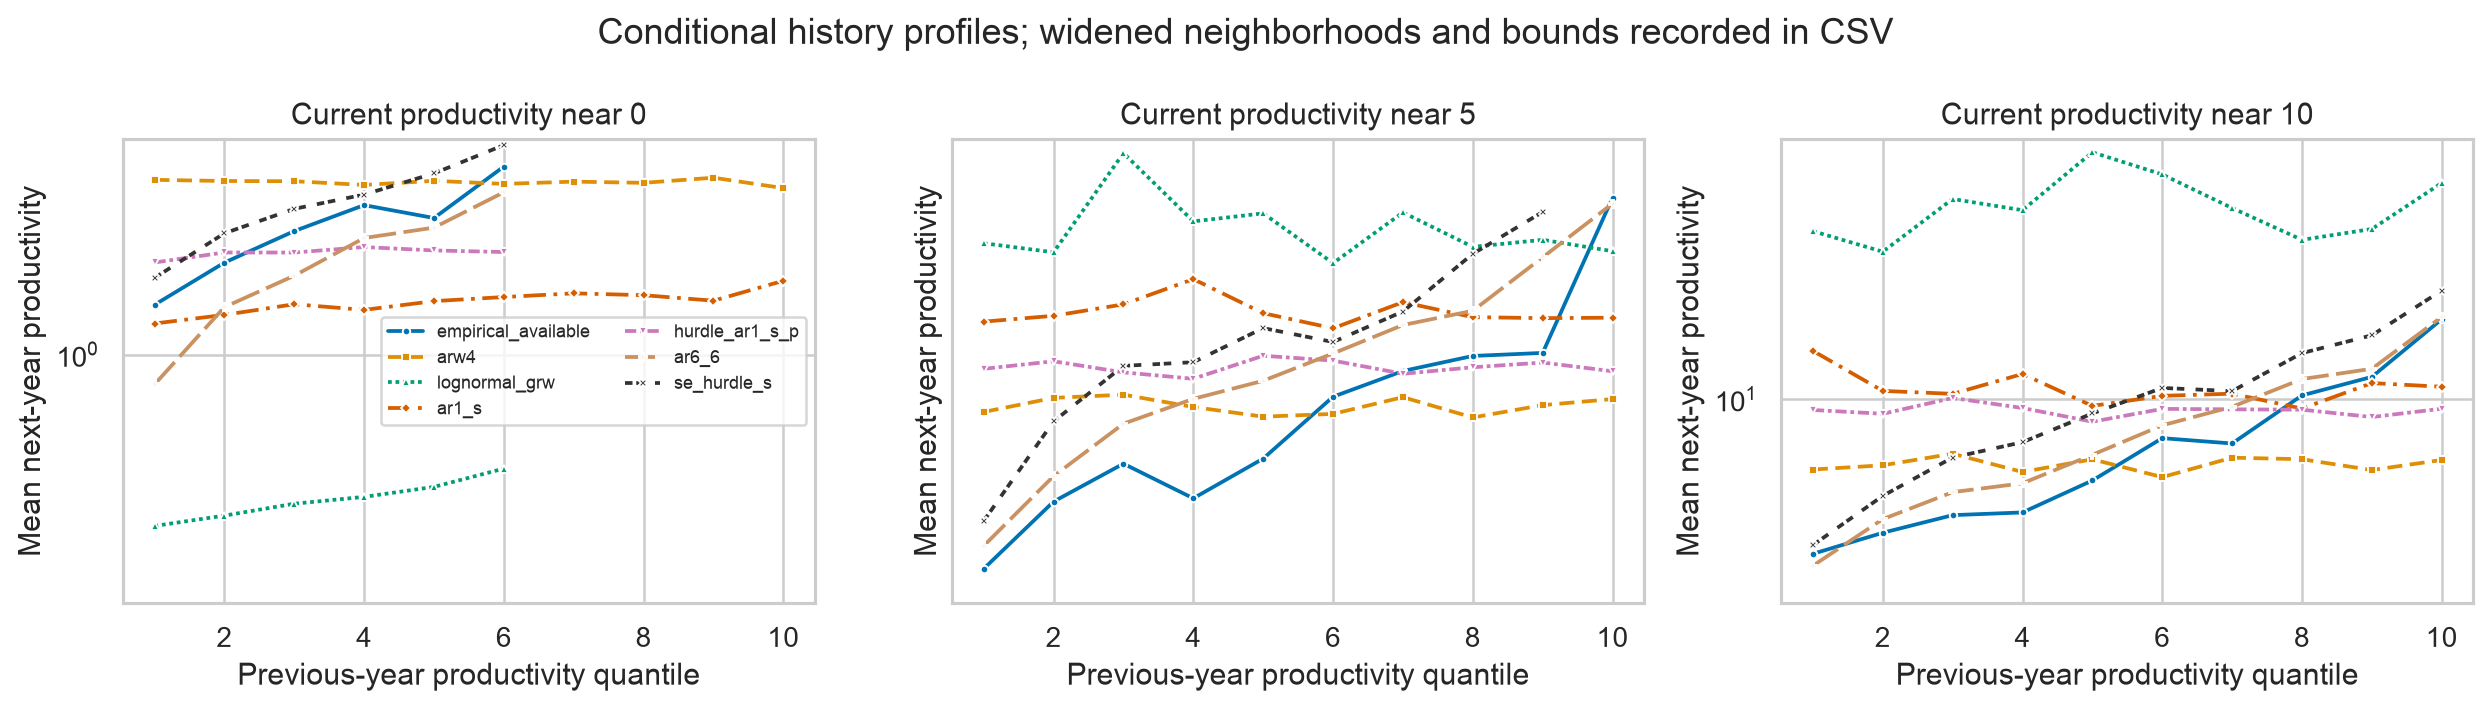 Conditional history profiles; widened neighborhoods and bounds recorded in CSV
Current productivity near 0
Mean next-year productivity
10^0
empirical_available
arw4
lognormal_grw
ar1_s
hurdle_ar1_s_p
ar6_6
se_hurdle_s
2 4 6 8 10
Previous-year productivity quantile
Current productivity near 5
Mean next-year productivity
2 4 6 8 10
Previous-year productivity quantile
Current productivity near 10
Mean next-year productivity
10^1
2 4 6 8 10
Previous-year productivity quantile